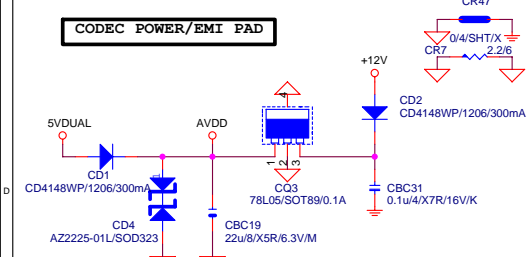 CODEC POWER/EMI PAD
CR47
0/4/SHT/X
CR7
2.2/6
+12V
4
CD2
CD4148WP/1206/300mA
5VDUAL
AVDD
CD1
CD4148WP/1206/300mA
1
2
3
CQ3
78L05/SOT89/0.1A
CBC31
0.1u/4/X7R/16V/K
D
CD4
AZ2225-01L/SOD323
CBC19
22u/8/X5R/6.3V/M